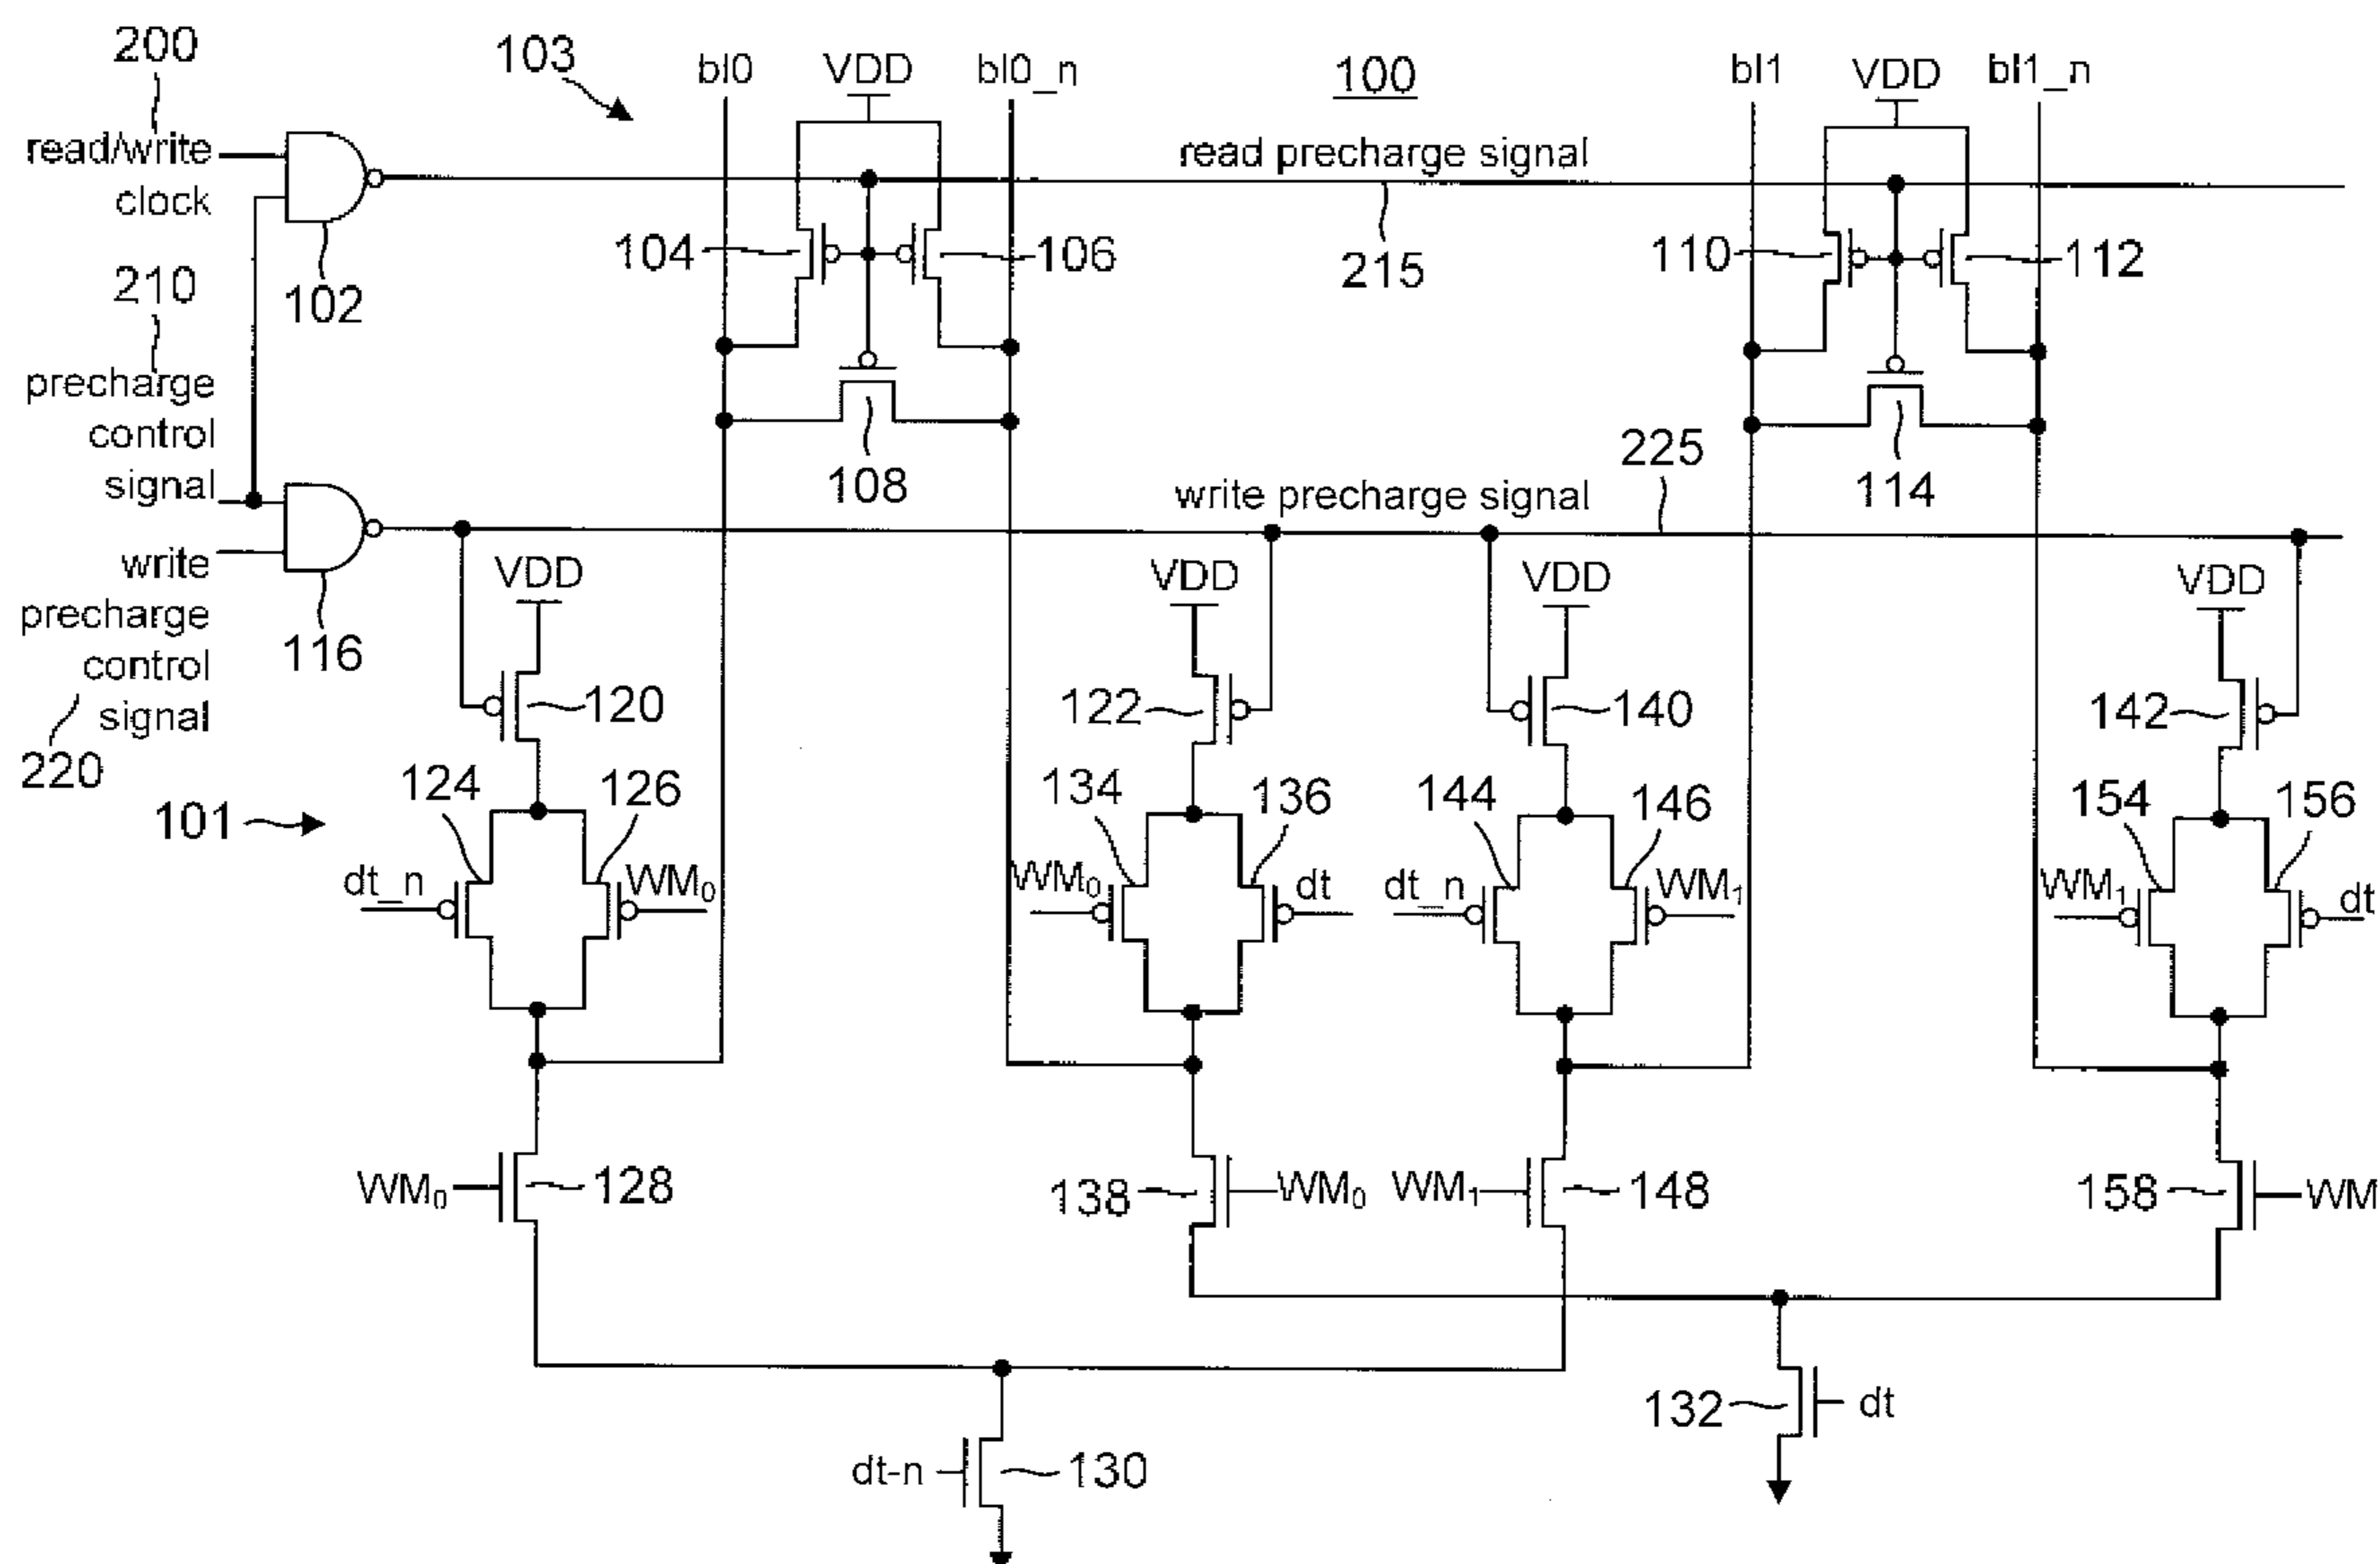 200
103
bl0
VDD
bl0_n
100
bl1
VDD
bl1_n
read/write
clock
read precharge signal
102
104
106
215
110
112
210
precharge
control
signal
108
114
225
write precharge signal
write
precharge
control
signal
116
220
VDD
VDD
VDD
VDD
120
122
140
142
101
124
126
134
136
144
146
154
156
dt_n
WM₀
WM₀
dt
dt_n
WM₁
WM₁
dt
WM₀
128
138
WM₀
WM₁
148
158
WM
132
dt
dt-n
130